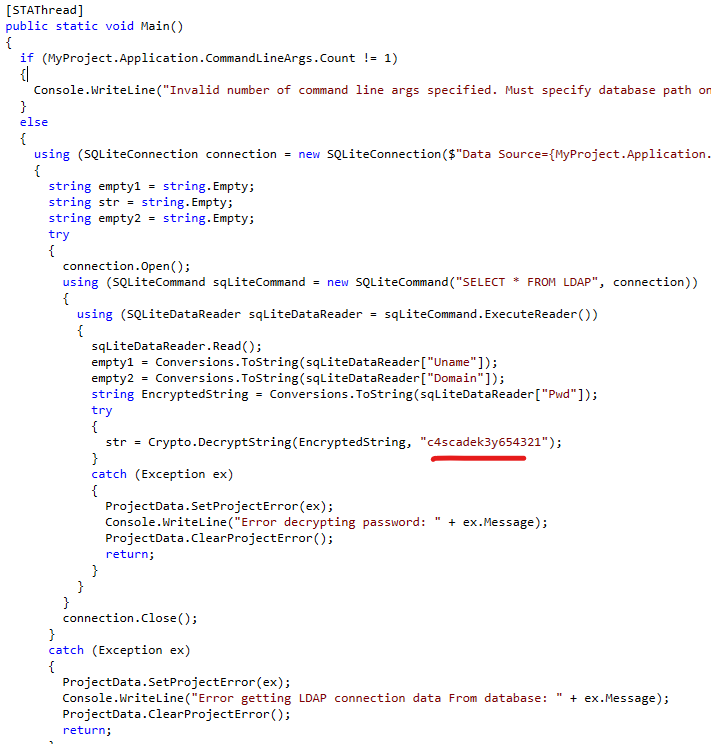 [STAThread]
public static void Main()
{
if (MyProject.Application.CommandLineArgs.Count != 1)
{
Console.WriteLine("Invalid number of command line args specified. Must specify database path on
}
else
{
using (SQLiteConnection connection = new SQLiteConnection($"Data Source={MyProject.Application.
{
string empty1 = string.Empty;
string str = string.Empty;
string empty2 = string.Empty;
try
{
connection.Open();
using (SQLiteCommand sqLiteCommand = new SQLiteCommand("SELECT * FROM LDAP", connection))
{
using (SQLiteDataReader sqLiteDataReader = sqLiteCommand.ExecuteReader())
{
sqLiteDataReader.Read();
empty1 = Conversions.ToString(sqLiteDataReader["Uname"]);
empty2 = Conversions.ToString(sqLiteDataReader["Domain"]);
string EncryptedString = Conversions.ToString(sqLiteDataReader["Pwd"]);
try
{
str = Crypto.DecryptString(EncryptedString, "c4scadek3y654321");
}
catch (Exception ex)
{
ProjectData.SetProjectError(ex);
Console.WriteLine("Error decrypting password: " + ex.Message);
ProjectData.ClearProjectError();
return;
}
}
}
connection.Close();
}
catch (Exception ex)
{
ProjectData.SetProjectError(ex);
Console.WriteLine("Error getting LDAP connection data From database: " + ex.Message);
ProjectData.ClearProjectError();
return;
}